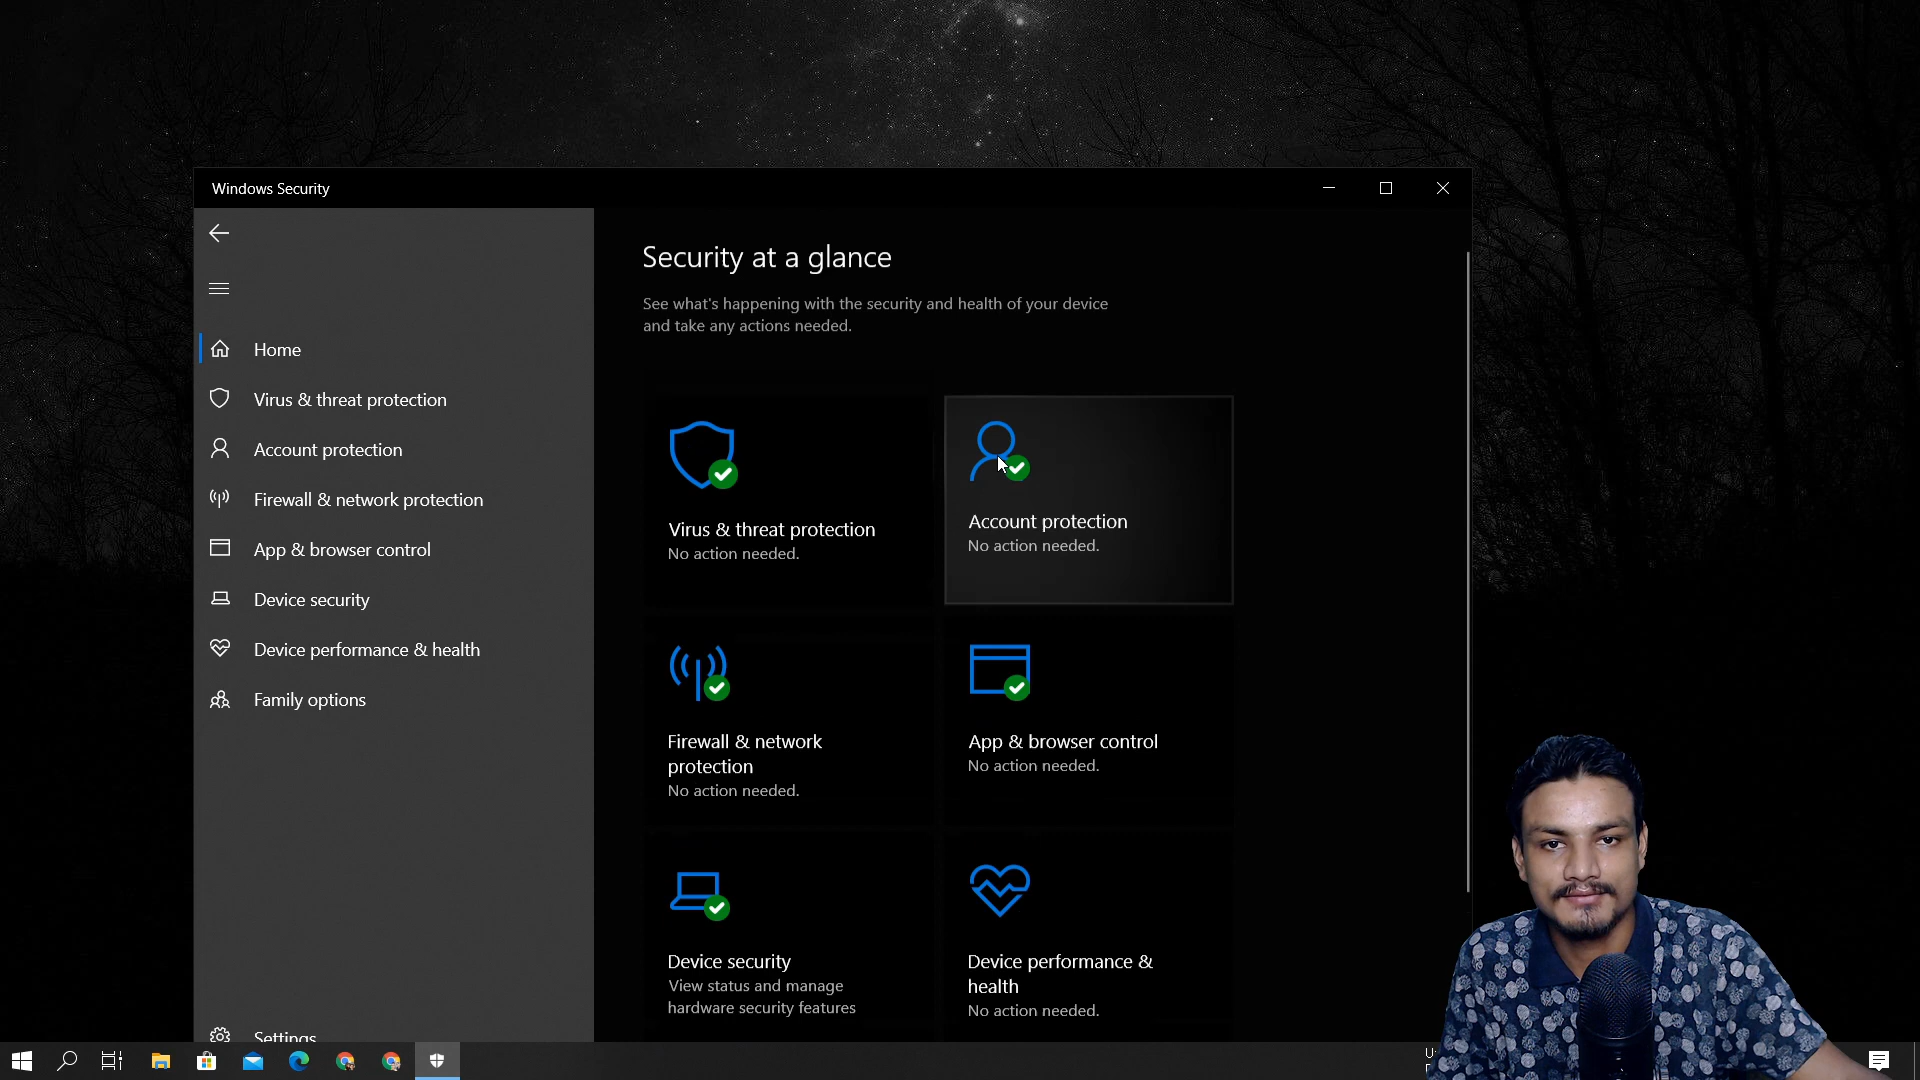 Windows Security
Home
Virus & threat protection
Account protection
Firewall & network protection
App & browser control
Device security
Device performance & health
Family options
Settings
Security at a glance
See what's happening with the security and health of your device
and take any actions needed.
Virus & threat protection
No action needed.
Account protection
No action needed.
Firewall & network
protection
No action needed.
App & browser control
No action needed.
Device security
View status and manage
hardware security features
Device performance &
health
No action needed.